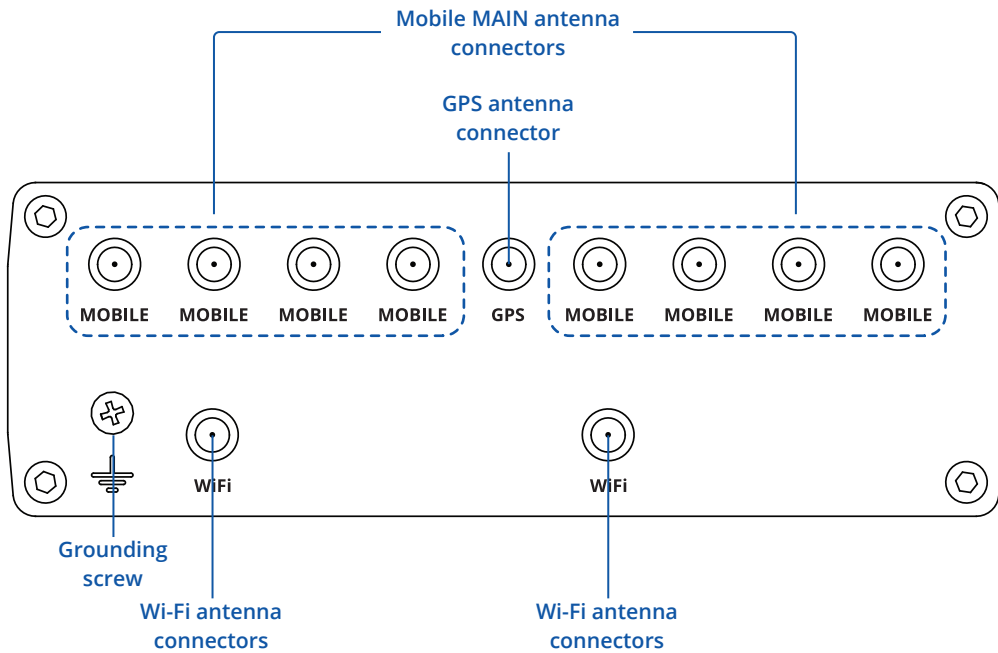 Mobile MAIN antenna
connectors
GPS antenna
connector
MOBILE MOBILE MOBILE MOBILE GPS MOBILE MOBILE MOBILE MOBILE
WiFi WiFi
Grounding
screw
Wi-Fi antenna
connectors
Wi-Fi antenna
connectors